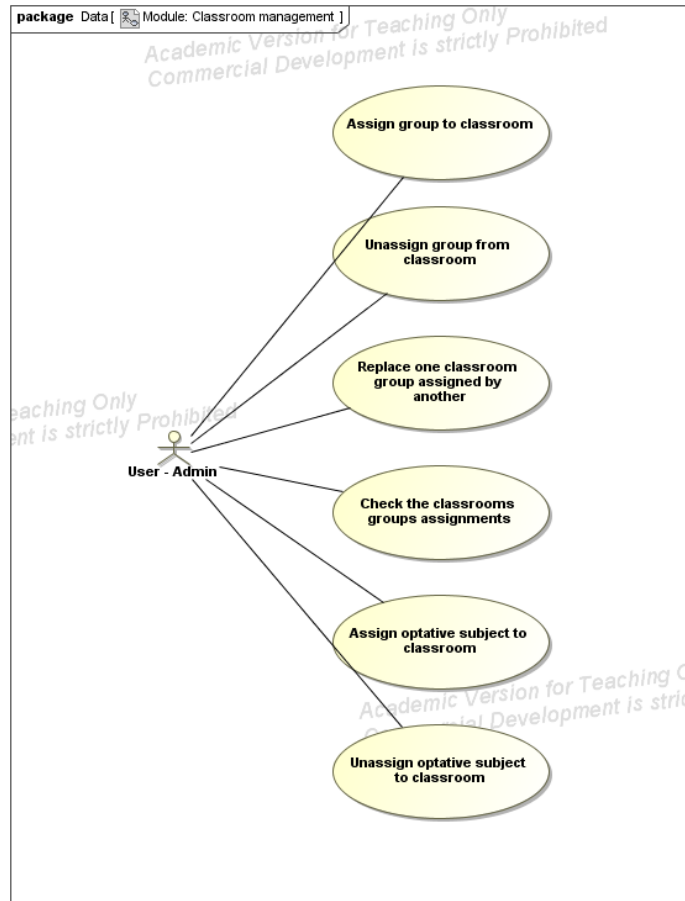 package Data [ Module: Classroom management ]
Academic Version for Teaching Only
Commercial Development is strictly Prohibited
Assign group to classroom
Unassign group from
classroom
Replace one classroom
group assigned by
another
eaching Only
ent is strictly Prohibited
User - Admin
Check the classrooms
groups assignments
Assign optative subject to
classroom
Academic Version for Teaching
Development is stric
Unassign optative subject
to classroom